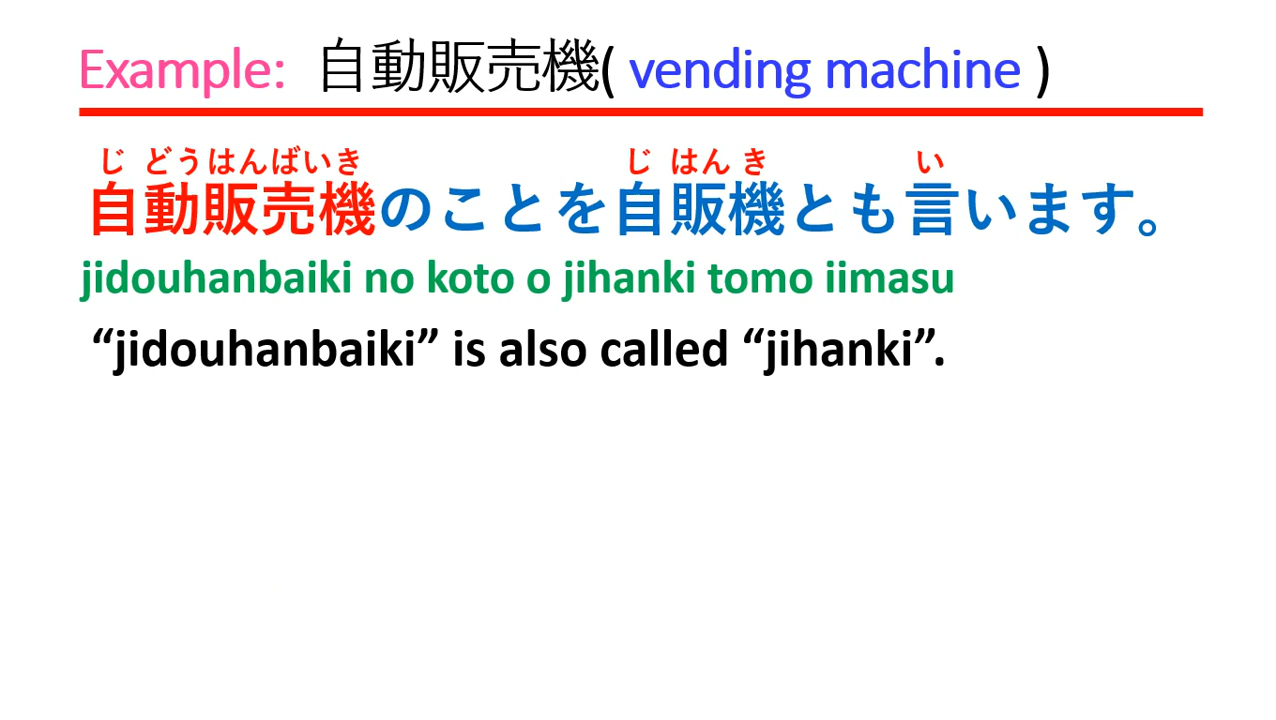 Example: 自動販売機( vending machine )
じ どうはんばいき じ はん き い
自動販売機のことを自販機とも言います。
jidouhanbaiki no koto o jihanki tomo iimasu
“jidouhanbaiki” is also called “jihanki”.